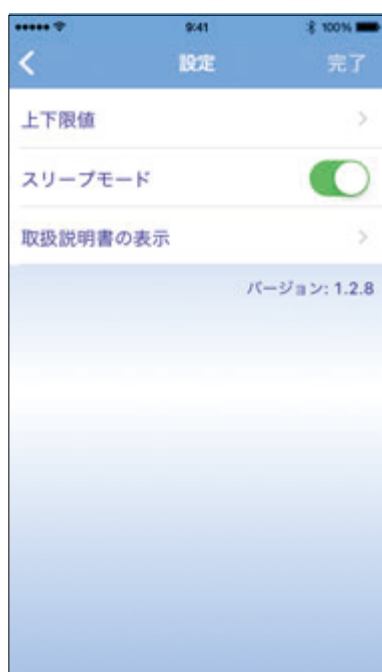 9:41
100%
設定
完了
上下限値
スリープモード
取扱説明書の表示
バージョン: 1.2.8